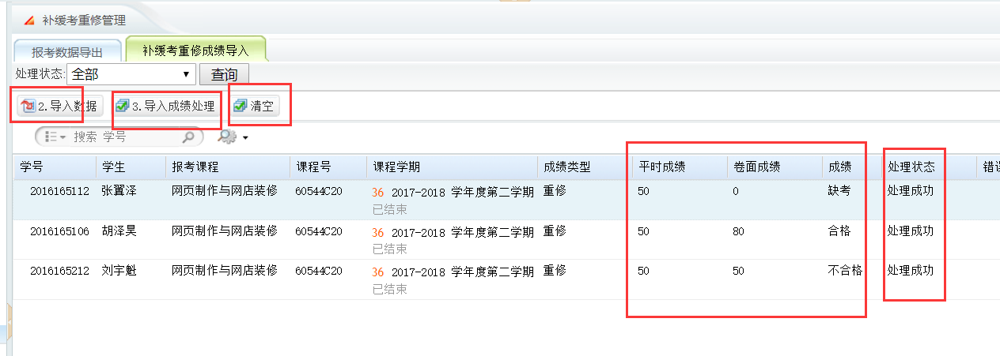 补缓考重修管理
报考数据导出 补缓考重修成绩导入
处理状态: 全部 查询
2.导入数据 3.导入成绩处理 清空
搜索 学号
学号 学生 报考课程 课程号 课程学期 成绩类型 平时成绩 卷面成绩 成绩 处理状态 错误
2016165112 张翼泽 网页制作与网店装修 60544C20 36 2017-2018 学年度第二学期 重修 50 0 缺考 处理成功
已结束
2016165106 胡泽昊 网页制作与网店装修 60544C20 36 2017-2018 学年度第二学期 重修 50 80 合格 处理成功
已结束
2016165212 刘宇魁 网页制作与网店装修 60544C20 36 2017-2018 学年度第二学期 重修 50 50 不合格 处理成功
已结束